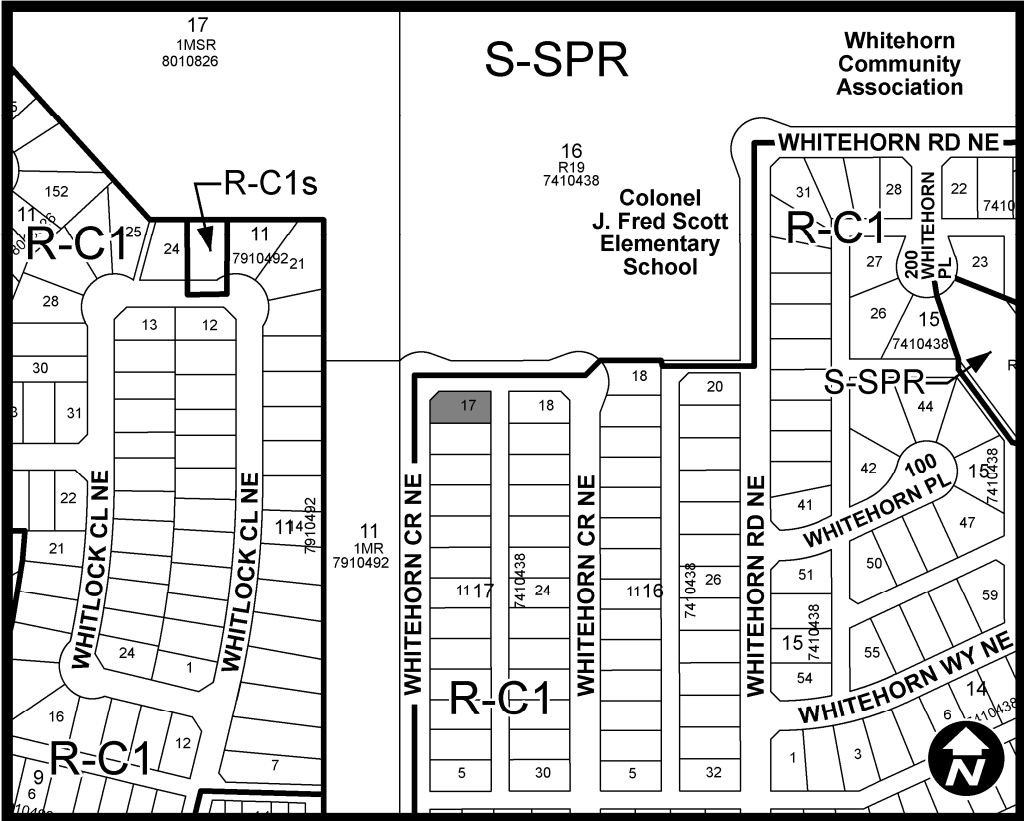 17
1MSR
8010826
S-SPR
Whitehorn
Community
Association
WHITEHORN RD NE
16
R19
7410438
Colonel
J. Fred Scott
Elementary
School
R-C1s
152
11
R-C1
25
24
11
7910492
21
31
28
WHITEHORN
PL
200
22
R-C1
27
23
26
15
7410438
S-SPR
28
13
12
30
31
18
17
18
20
44
42
100
WHITEHORN PL
15
7410438
47
41
22
21
WHITLOCK CL NE
WHITLOCK CL NE
11
14
7910492
11
1MR
7910492
WHITEHORN CR NE
11
17
7410438
24
WHITEHORN CR NE
11
16
7410438
26
WHITEHORN RD NE
51
50
59
15
7410438
55
54
WHITEHORN WY NE
14
6
24
1
R-C1
16
12
R-C1
7
9
6
5
30
5
32
1
3
N